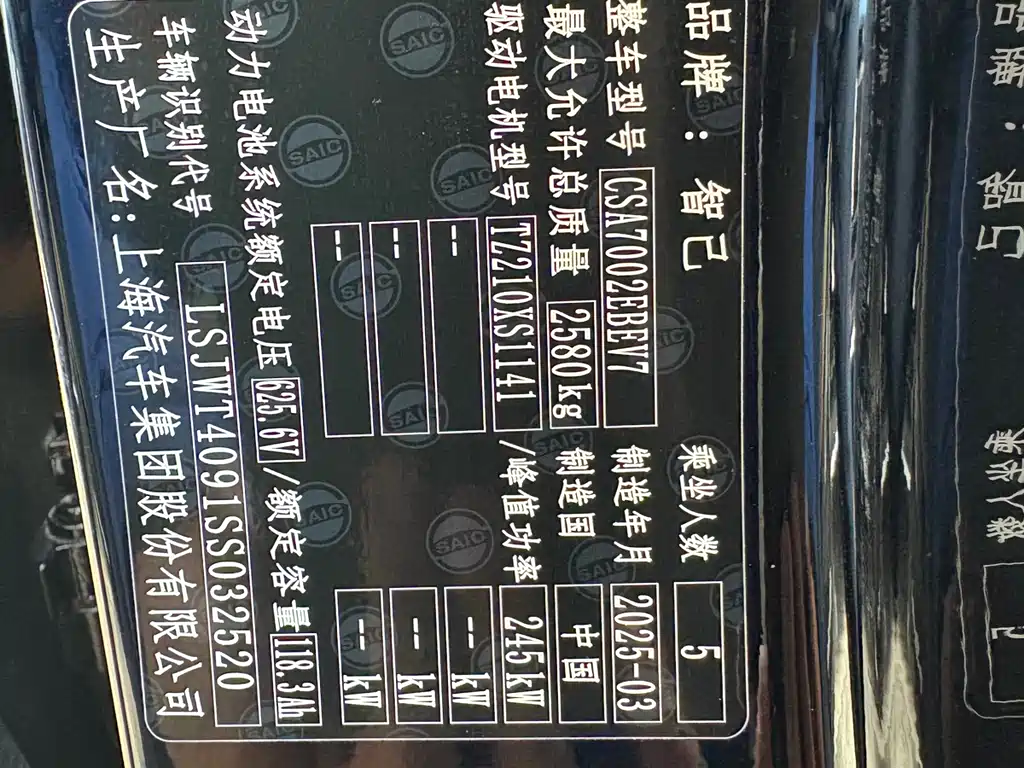 品牌：智己 乘坐人数 5
整车型号 CSA7002EBEV7 制造年月 2025-03
最大允许总质量 2580kg 制造国 中国
驱动电机型号 TZ210XS1141 /峰值功率 245kW
-- -- kW
-- -- kW
-- -- kW
动力电池系统额定电压 625.6V /额定容量 118.3Ah
车辆识别代号 LSJWT4091SS032520
生产厂名：上海汽车集团股份有限公司
SAIC